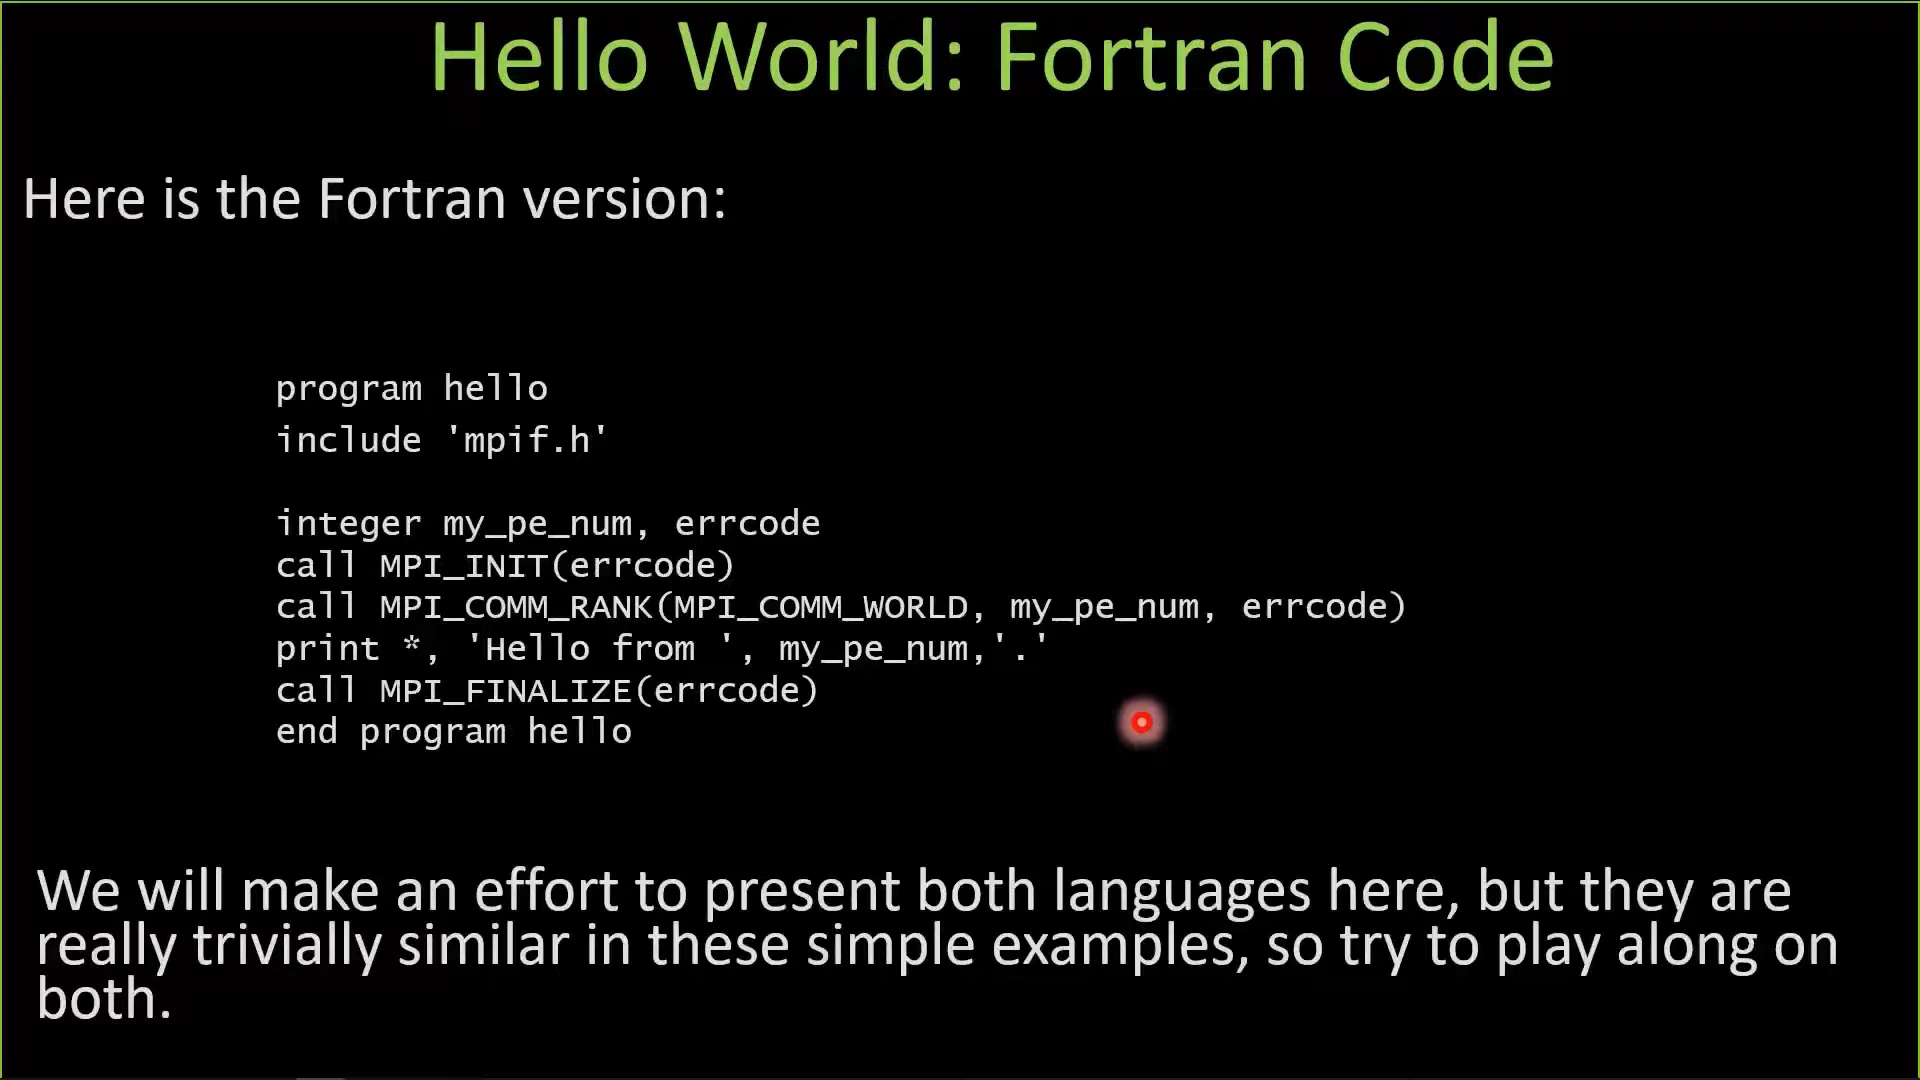 Hello World: Fortran Code
Here is the Fortran version:
program hello
include 'mpif.h'
integer my_pe_num, errcode
call MPI_INIT(errcode)
call MPI_COMM_RANK(MPI_COMM_WORLD, my_pe_num, errcode)
print *, 'Hello from ', my_pe_num,'.'
call MPI_FINALIZE(errcode)
end program hello
We will make an effort to present both languages here, but they are
really trivially similar in these simple examples, so try to play along on
both.